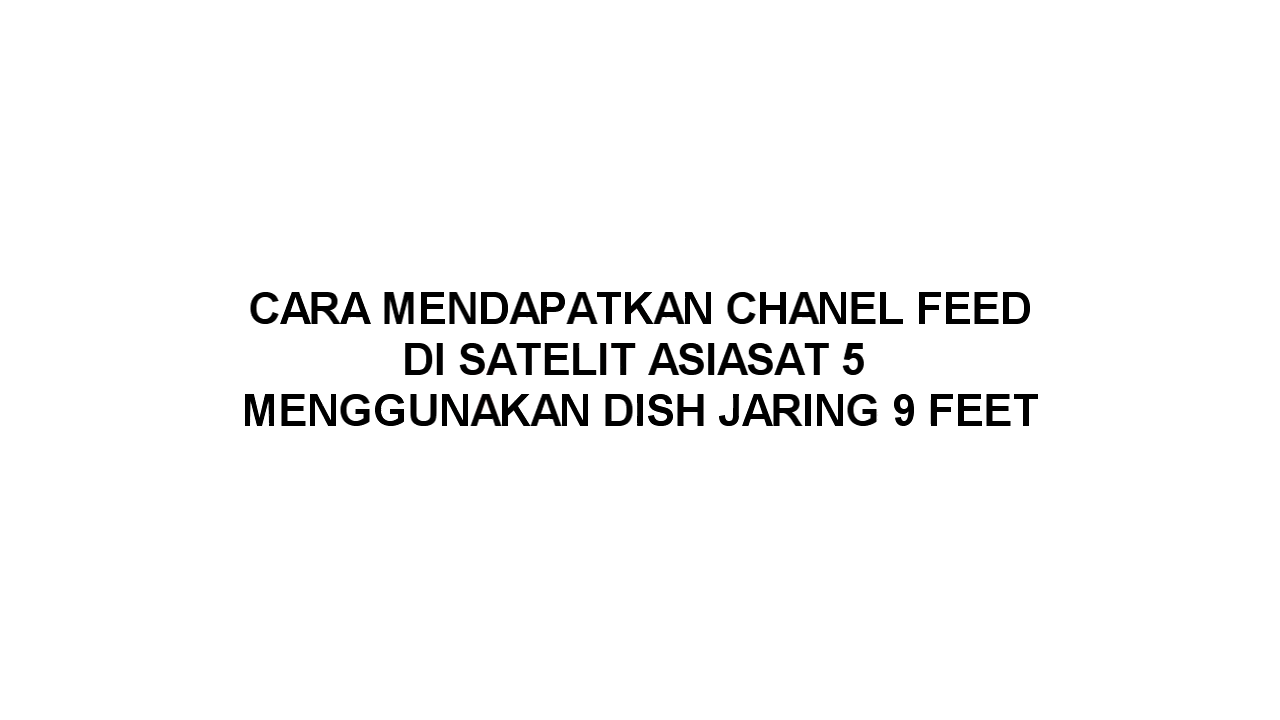 CARA MENDAPATKAN CHANEL FEED
DI SATELIT ASIASAT 5
MENGGUNAKAN DISH JARING 9 FEET